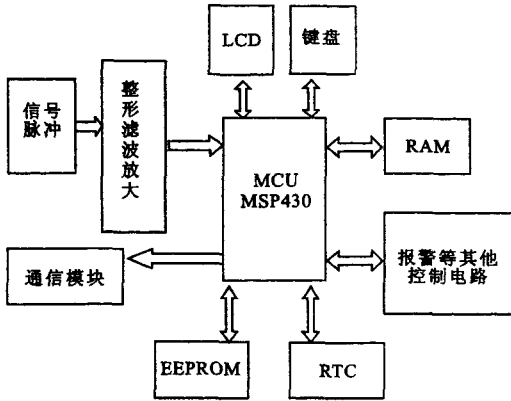 LCD
键盘
信号
脉冲
整形滤波放大
MCU
MSP430
RAM
通信模块
报警等其他
控制电路
EEPROM
RTC